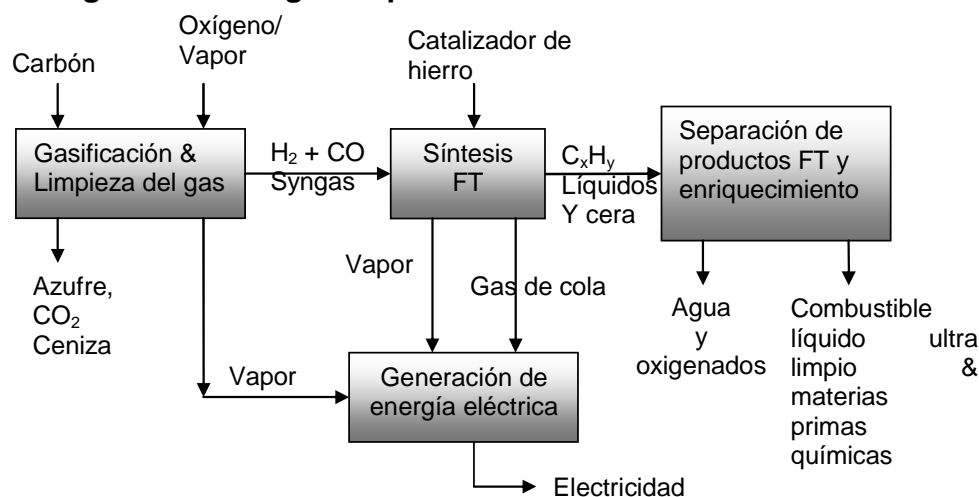 Oxígeno/
Vapor
Carbón
Catalizador de
hierro
Gasificación &
Limpieza del gas
H₂ + CO
Syngas
Síntesis
FT
CₓHᵧ
Líquidos
Y cera
Separación de
productos FT y
enriquecimiento
Azufre,
CO₂
Ceniza
Vapor
Gas de cola
Agua
y
oxigenados
Combustible
líquido ultra
limpio &
materias
primas
químicas
Vapor
Generación de
energía eléctrica
Electricidad